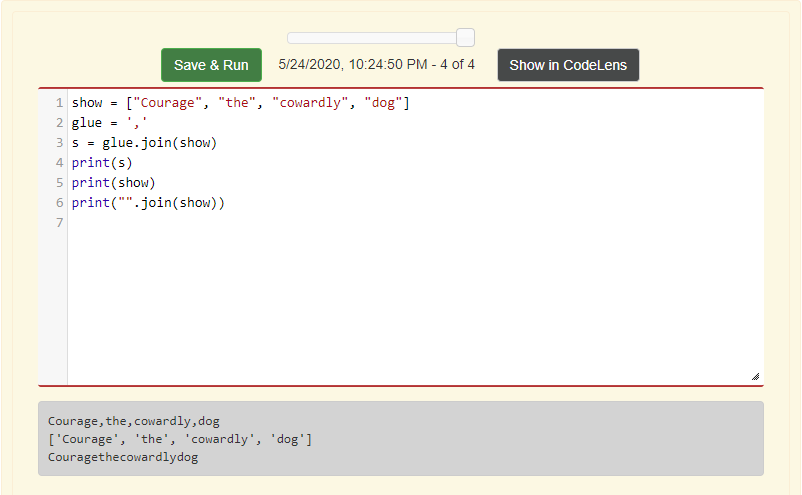 Save & Run 5/24/2020, 10:24:50 PM - 4 of 4 Show in CodeLens
1 show = ["Courage", "the", "cowardly", "dog"]
2 glue = ','
3 s = glue.join(show)
4 print(s)
5 print(show)
6 print("".join(show))
7
Courage,the,cowardly,dog
['Courage', 'the', 'cowardly', 'dog']
Couragethecowardlydog